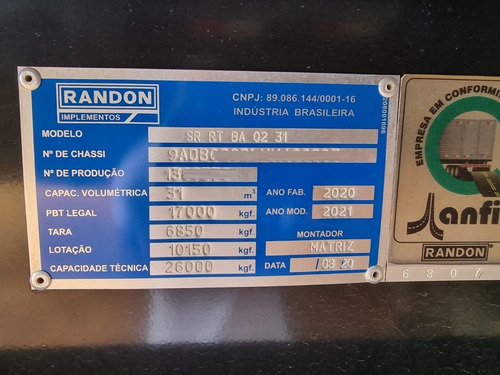 RANDON
IMPLEMENTOS
CNPJ: 89.086.144/0001-16
INDÚSTRIA BRASILEIRA
MODELO SR RT BA 02 31
Nº DE CHASSI
Nº DE PRODUÇÃO
CAPAC. VOLUMÉTRICA 31 m³ ANO FAB. 2020
PBT LEGAL 17000 kgf. ANO MOD. 2021
TARA 6850 kgf. MONTADOR
LOTAÇÃO 10150 kgf. MATRIZ
CAPACIDADE TÉCNICA 26000 kgf. DATA /08 20
208001696
EMPRESA EM
RANDON